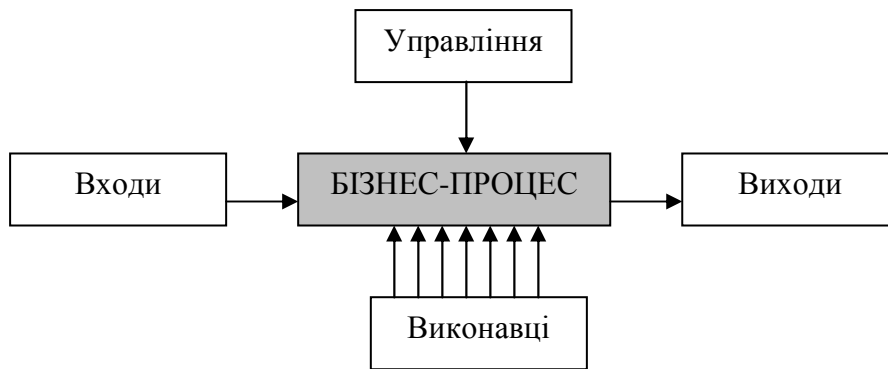 Управління
Входи
БІЗНЕС-ПРОЦЕС
Виходи
Виконавці